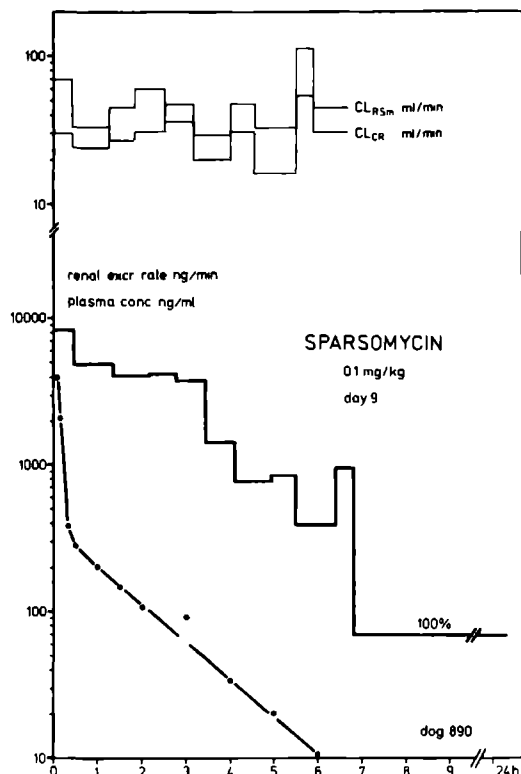 100
CL_RSm ml/min
CL_CR ml/min
10
renal excr rate ng/min
plasma conc ng/ml
10000
SPARSOMYCIN
01 mg/kg
day 9
1000
100
100%
dog 890
10
0 1 2 3 4 5 6 7 8 9 24h